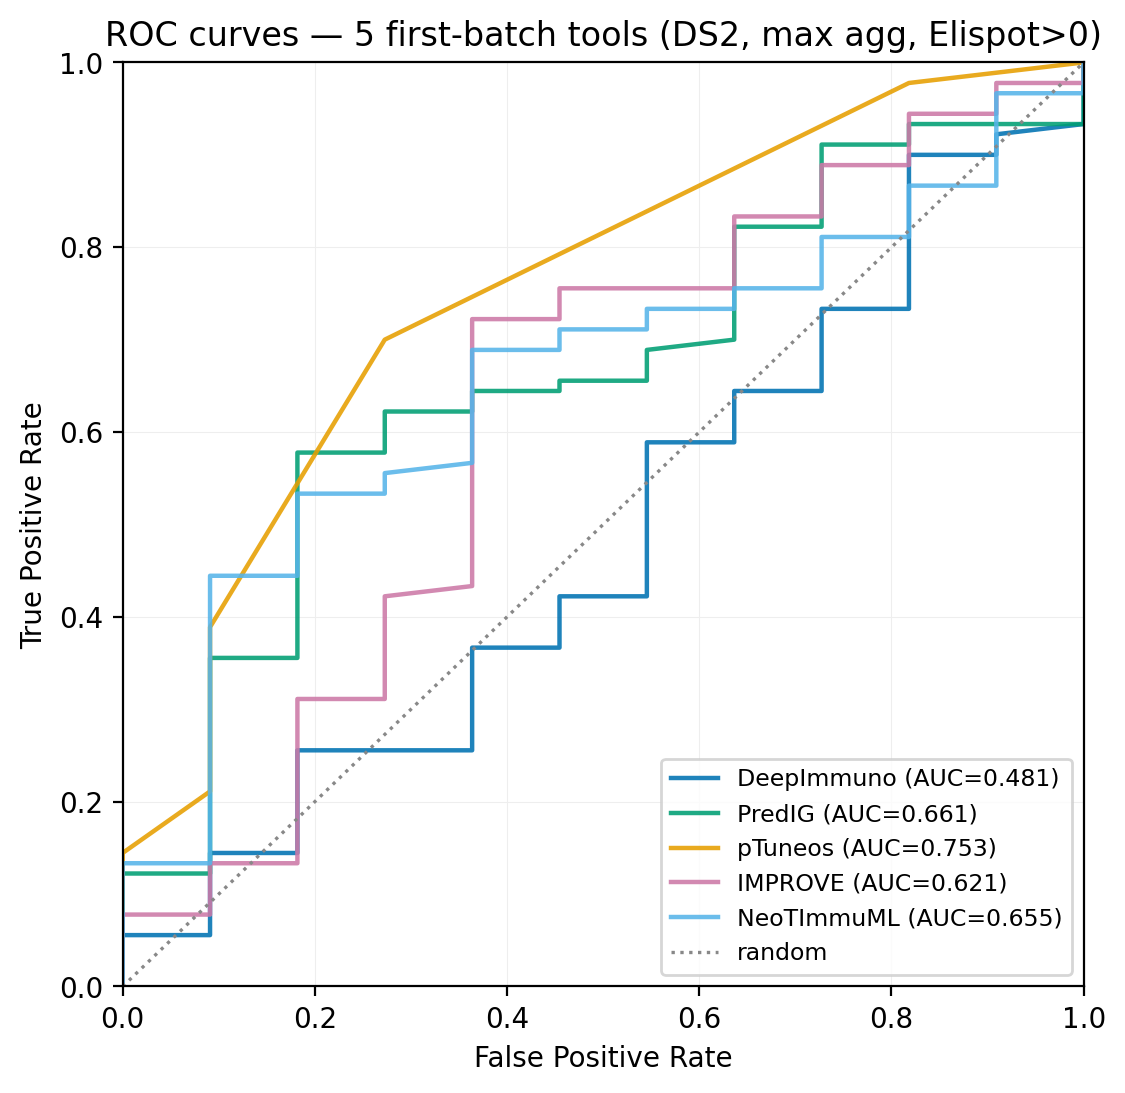 ROC curves — 5 first-batch tools (DS2, max agg, Elispot>0)
True Positive Rate
1.0
0.8
0.6
0.4
0.2
0.0
DeepImmuno (AUC=0.481)
PredIG (AUC=0.661)
pTuneos (AUC=0.753)
IMPROVE (AUC=0.621)
NeoTImmuML (AUC=0.655)
random
0.0 0.2 0.4 0.6 0.8 1.0
False Positive Rate